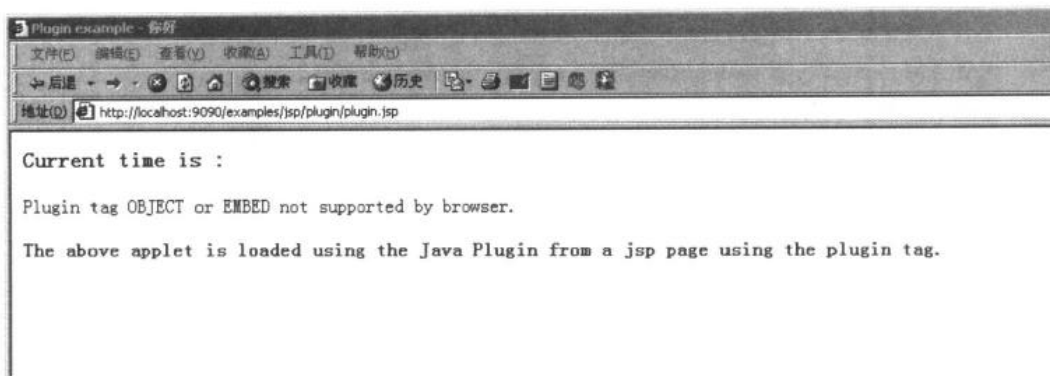 Plugin example - 你好
文件(F) 编辑(E) 查看(V) 收藏(A) 工具(T) 帮助(H)
后退 搜索 收藏 历史
地址(D) http://localhost:9090/examples/jsp/plugin/plugin.jsp
Current time is :
Plugin tag OBJECT or EMBED not supported by browser.
The above applet is loaded using the Java Plugin from a jsp page using the plugin tag.